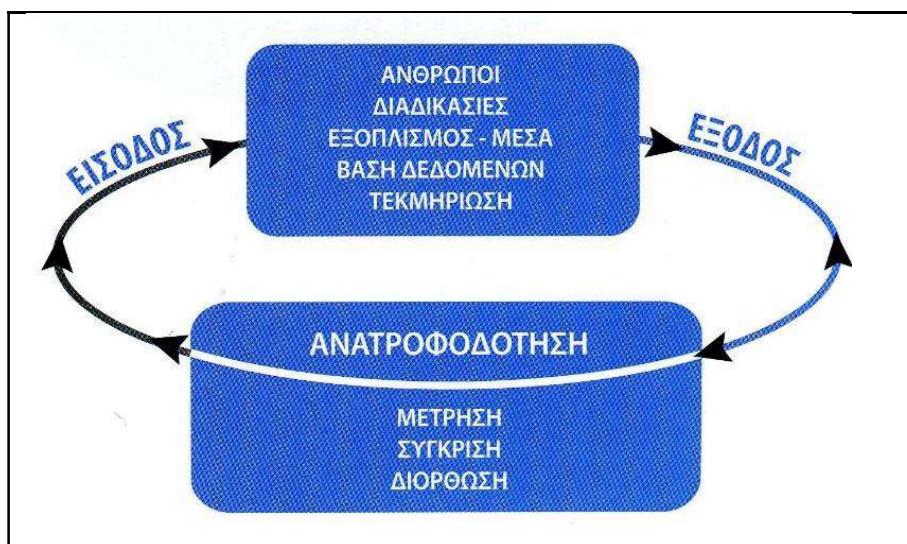 ΑΝΘΡΩΠΟΙ
ΔΙΑΔΙΚΑΣΙΕΣ
ΕΞΟΠΛΙΣΜΟΣ - ΜΕΣΑ
ΒΑΣΗ ΔΕΔΟΜΕΝΩΝ
ΤΕΚΜΗΡΙΩΣΗ
ΕΙΣΟΔΟΣ
ΕΞΟΔΟΣ
ΑΝΑΤΡΟΦΟΔΟΤΗΣΗ
ΜΕΤΡΗΣΗ
ΣΥΓΚΡΙΣΗ
ΔΙΟΡΘΩΣΗ